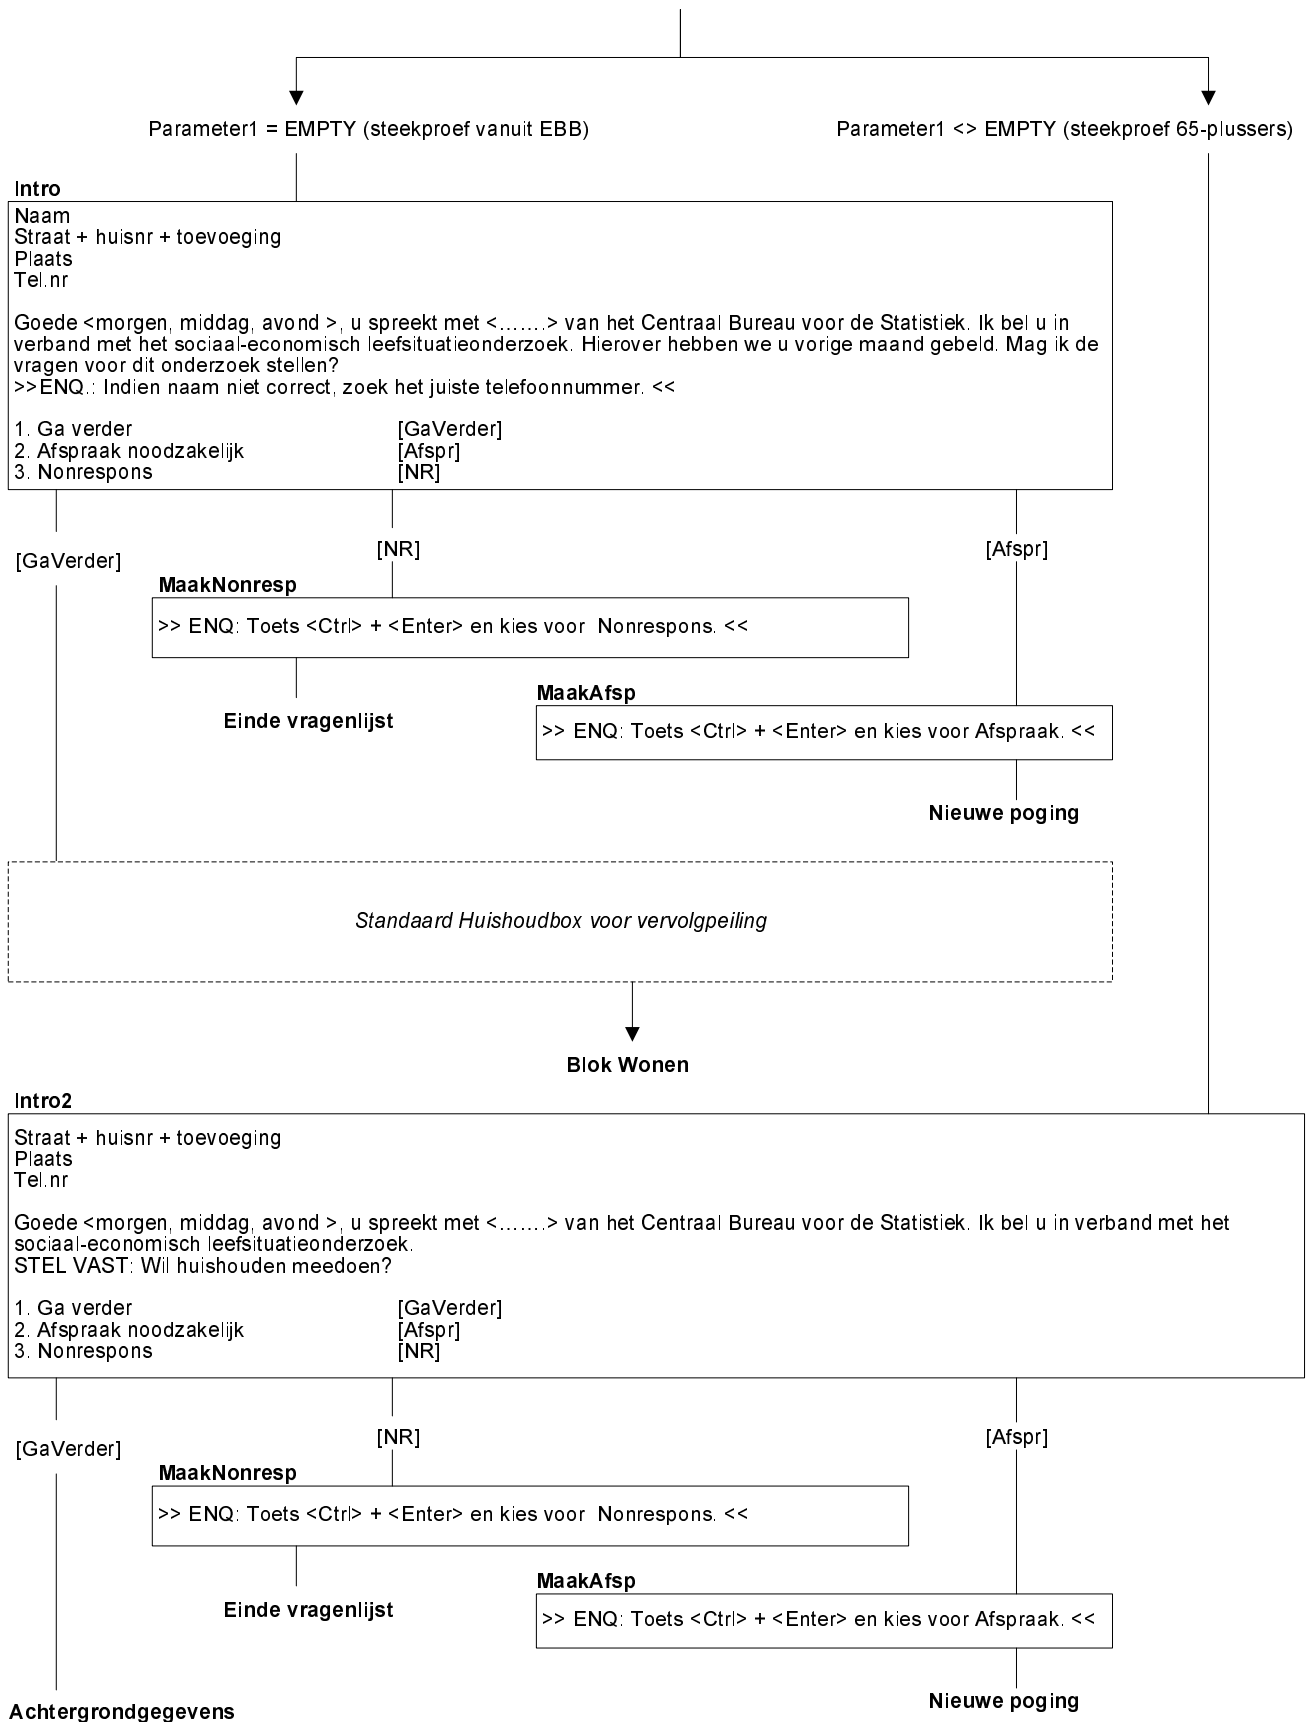 Parameter1 = EMPTY (steekproef vanuit EBB)
Parameter1 <> EMPTY (steekproef 65-plussers)
Intro
Naam
Straat + huisnr + toevoeging
Plaats
Tel.nr
Goede <morgen, middag, avond >, u spreekt met <…….> van het Centraal Bureau voor de Statistiek. Ik bel u in
verband met het sociaal-economisch leefsituatieonderzoek. Hierover hebben we u vorige maand gebeld. Mag ik de
vragen voor dit onderzoek stellen?
>>ENQ.: Indien naam niet correct, zoek het juiste telefoonnummer. <<
1. Ga verder [GaVerder]
2. Afspraak noodzakelijk [Afspr]
3. Nonrespons [NR]
[GaVerder]
[NR]
[Afspr]
MaakNonresp
>> ENQ: Toets <Ctrl> + <Enter> en kies voor  Nonrespons. <<
Einde vragenlijst
MaakAfsp
>> ENQ: Toets <Ctrl> + <Enter> en kies voor Afspraak. <<
Nieuwe poging
Standaard Huishoudbox voor vervolgpeiling
Blok Wonen
Intro2
Straat + huisnr + toevoeging
Plaats
Tel.nr
Goede <morgen, middag, avond >, u spreekt met <…….> van het Centraal Bureau voor de Statistiek. Ik bel u in verband met het
sociaal-economisch leefsituatieonderzoek.
STEL VAST: Wil huishouden meedoen?
1. Ga verder [GaVerder]
2. Afspraak noodzakelijk [Afspr]
3. Nonrespons [NR]
[GaVerder]
[NR]
[Afspr]
MaakNonresp
>> ENQ: Toets <Ctrl> + <Enter> en kies voor  Nonrespons. <<
Einde vragenlijst
MaakAfsp
>> ENQ: Toets <Ctrl> + <Enter> en kies voor Afspraak. <<
Nieuwe poging
Achtergrondgegevens